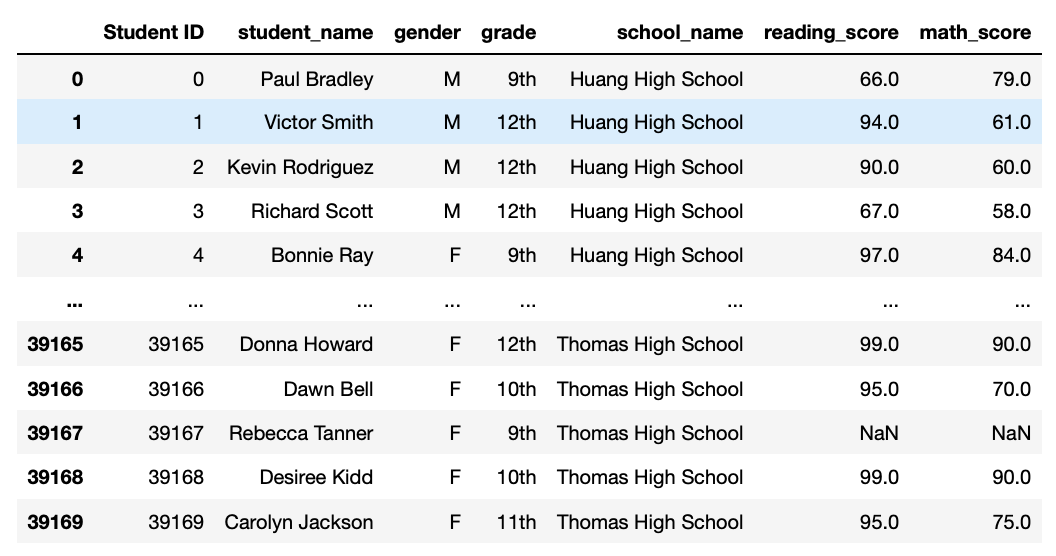 Student ID student_name gender grade school_name reading_score math_score
0 0 Paul Bradley M 9th Huang High School 66.0 79.0
1 1 Victor Smith M 12th Huang High School 94.0 61.0
2 2 Kevin Rodriguez M 12th Huang High School 90.0 60.0
3 3 Richard Scott M 12th Huang High School 67.0 58.0
4 4 Bonnie Ray F 9th Huang High School 97.0 84.0
... ... ... ... ... ... ... ...
39165 39165 Donna Howard F 12th Thomas High School 99.0 90.0
39166 39166 Dawn Bell F 10th Thomas High School 95.0 70.0
39167 39167 Rebecca Tanner F 9th Thomas High School NaN NaN
39168 39168 Desiree Kidd F 10th Thomas High School 99.0 90.0
39169 39169 Carolyn Jackson F 11th Thomas High School 95.0 75.0